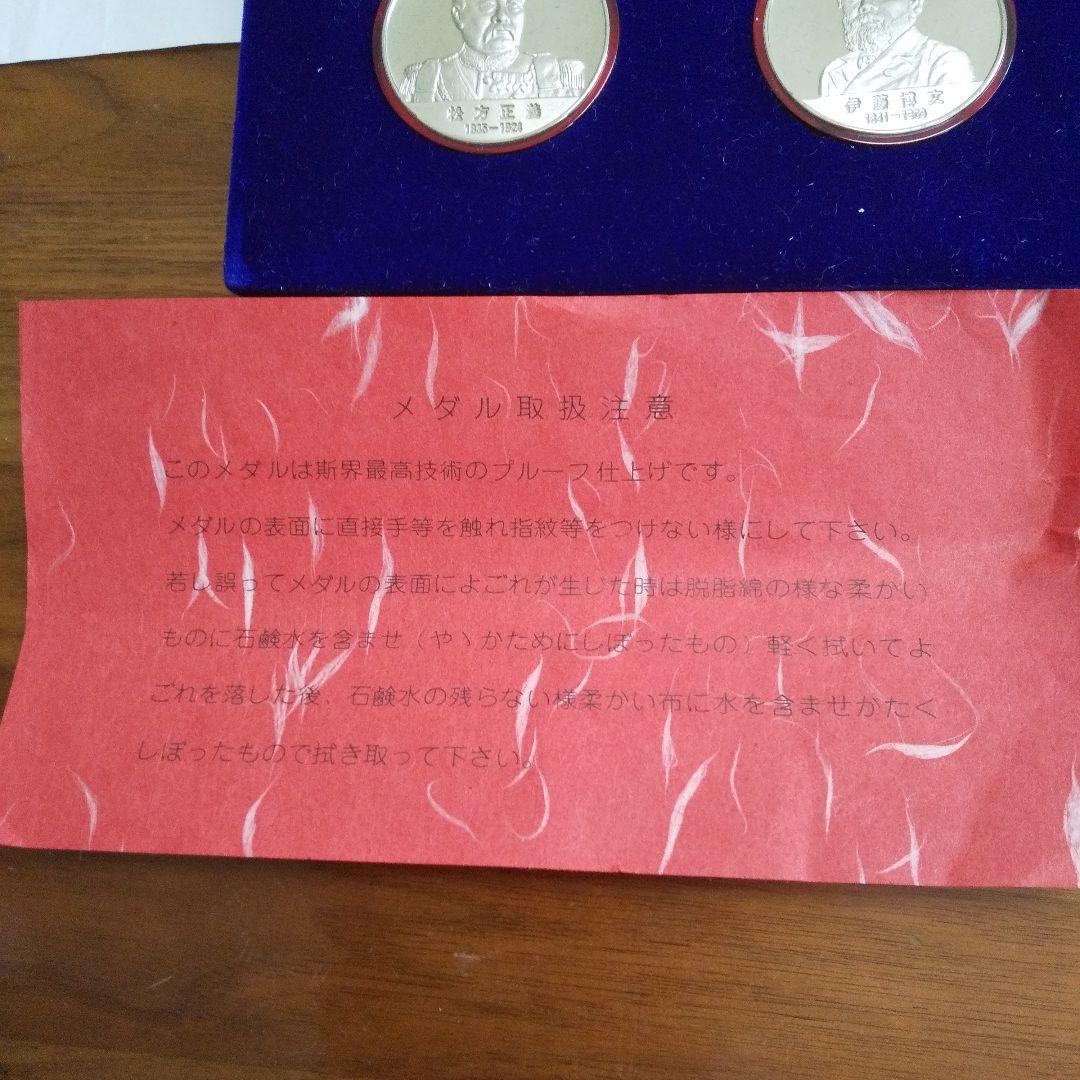 松方正義
1835-1924
伊藤博文
1841-1909
メダル取扱注意
このメダルは斯界最高技術のプルーフ仕上げです。
メダルの表面に直接手等を触れ指紋等をつけない様にして下さい。
若し誤ってメダルの表面によごれが生じた時は脱脂綿の様な柔かい
ものに石鹸水を含ませ(やゝかためにしぼったもの)軽く拭いてよ
ごれを落した後、石鹸水の残らない様柔かい布に水を含ませかたく
しぼったもので拭き取って下さい。